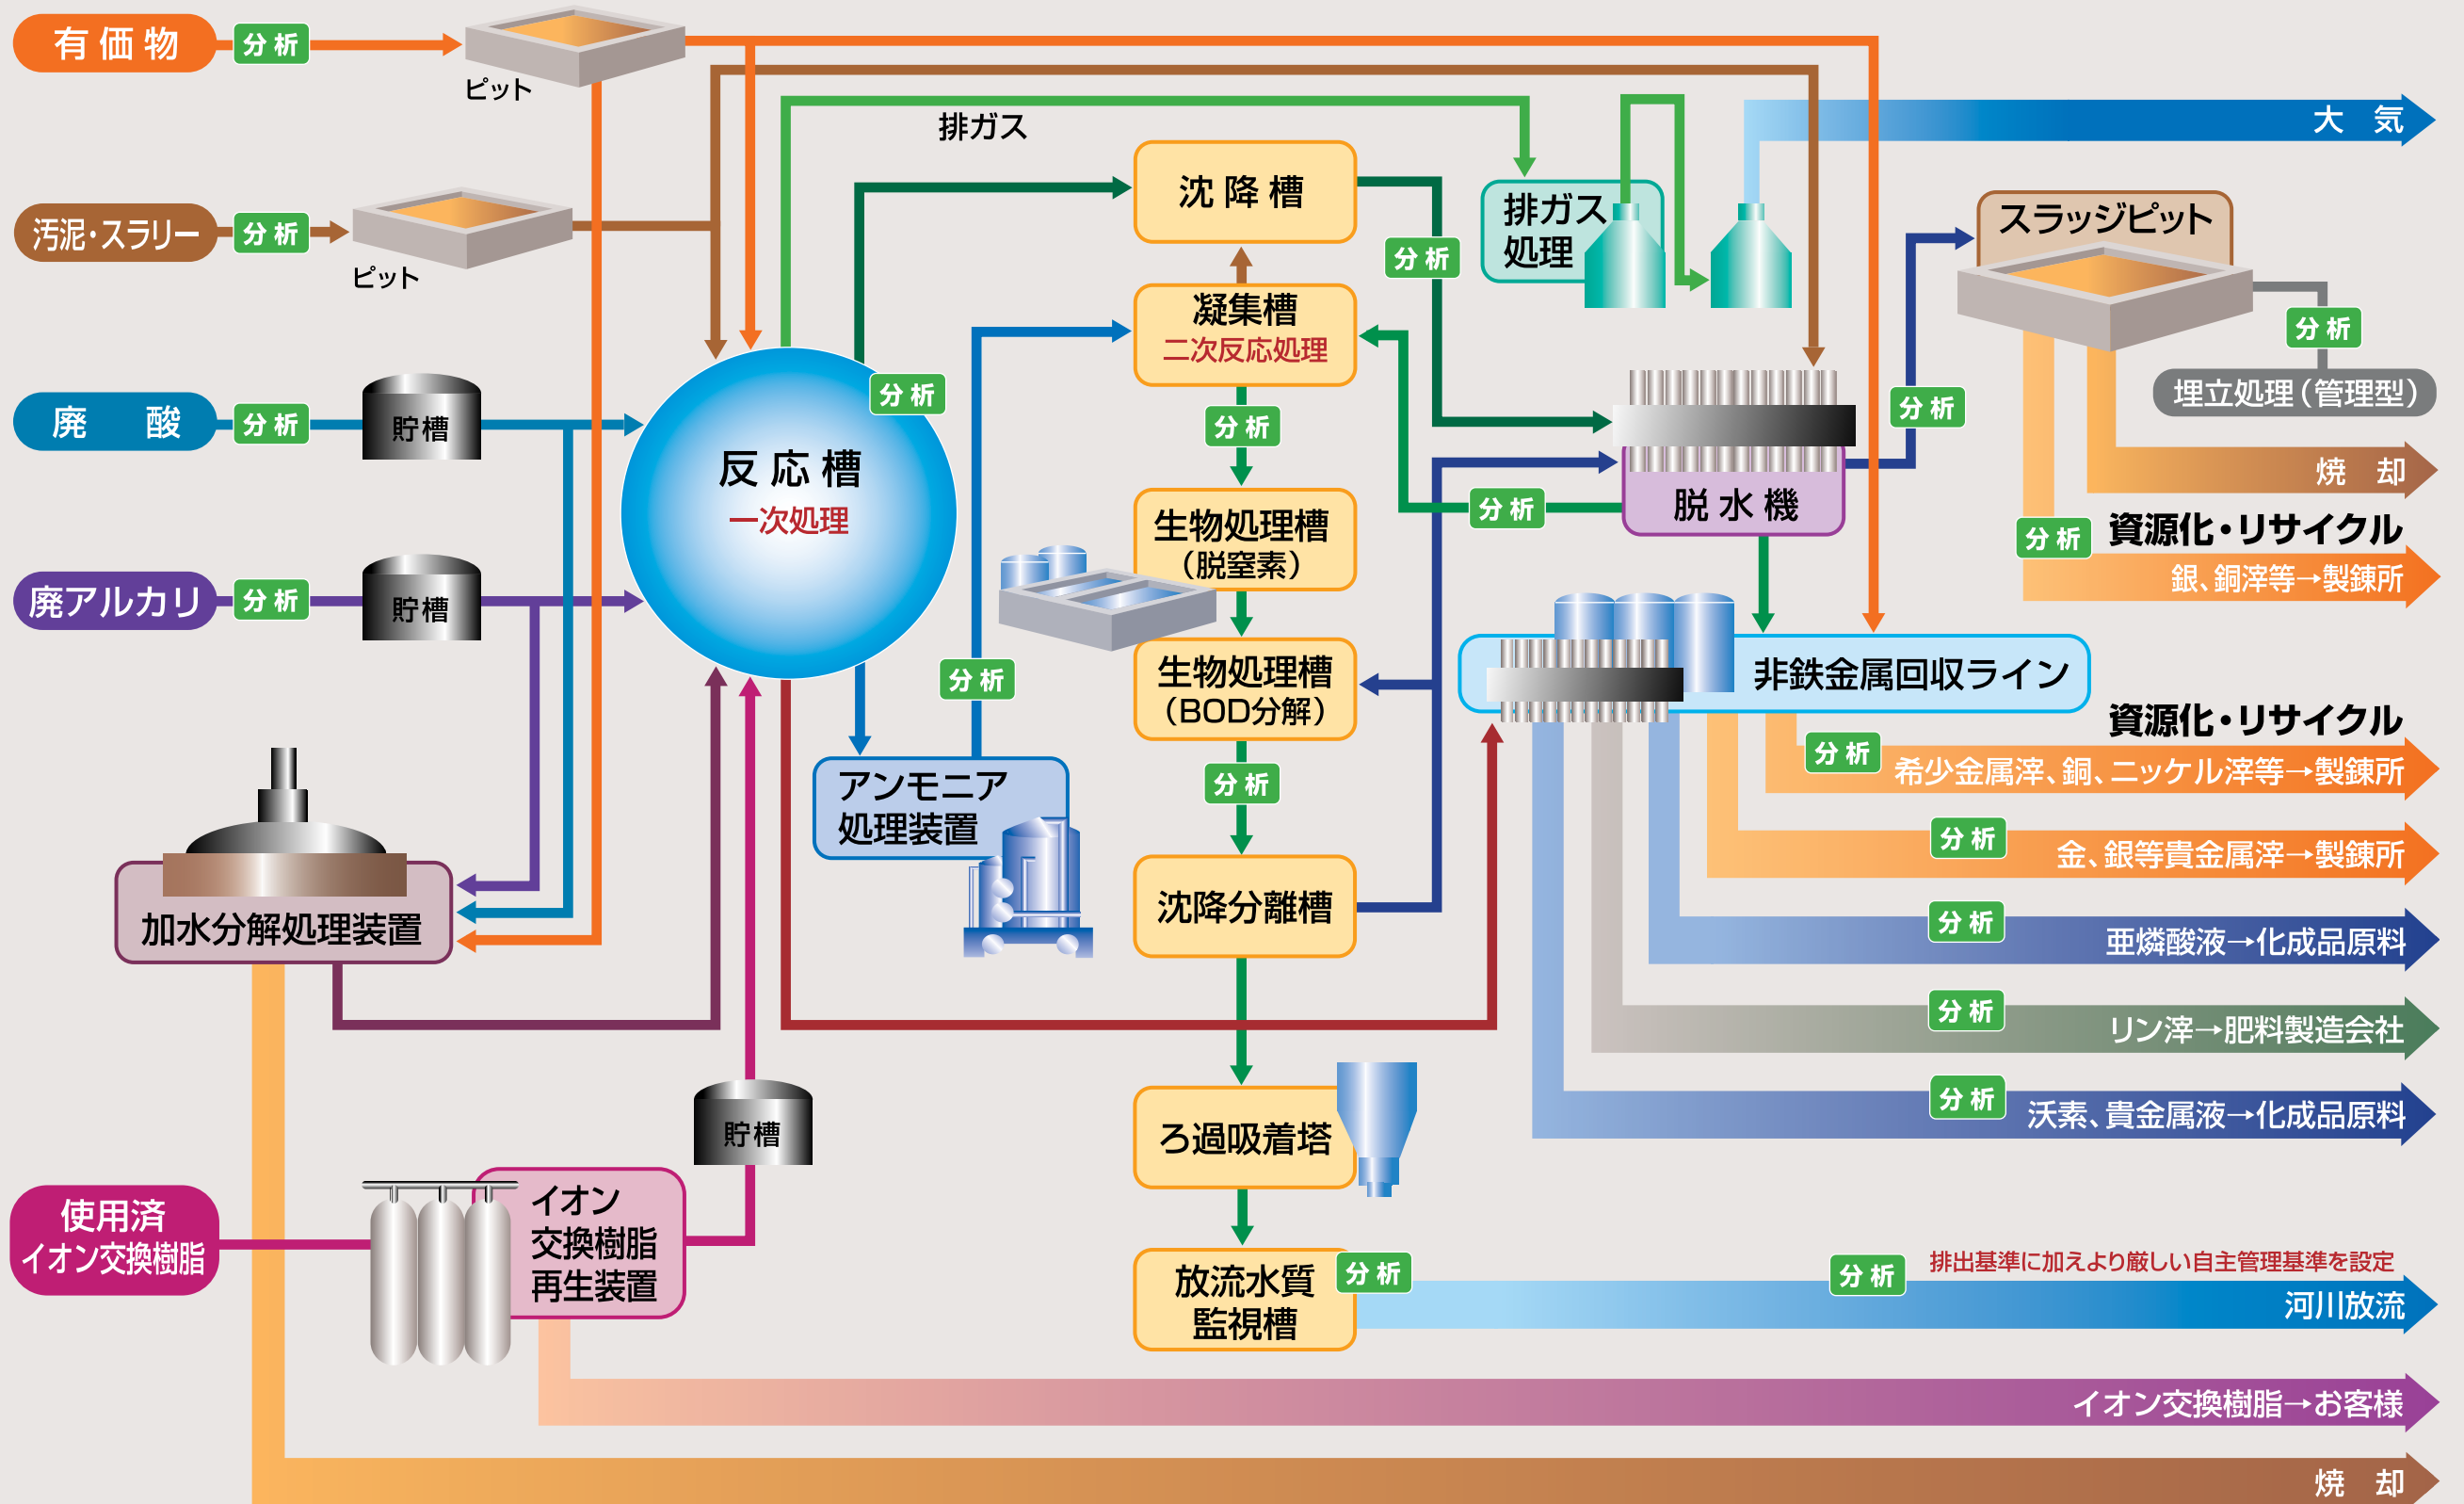 有価物
分析
ピット
排ガス
大　気
汚泥・スラリー
分析
ピット
沈降槽
分析
排ガス
処理
スラッジピット
分析
埋立処理（管理型）
凝集槽
二次反応処理
分析
廃　酸
分析
貯槽
分析
反応槽
一次処理
分析
焼　却
脱水機
分析
生物処理槽
（脱窒素）
資源化・リサイクル
分析
銀、銅滓等→製錬所
廃アルカリ
分析
貯槽
分析
生物処理槽
（BOD分解）
非鉄金属回収ライン
資源化・リサイクル
分析
希少金属滓、銅、ニッケル滓等→製錬所
アンモニア
処理装置
分析
分析
金、銀等貴金属滓→製錬所
加水分解処理装置
沈降分離槽
分析
亜燐酸液→化成品原料
分析
リン滓→肥料製造会社
貯槽
ろ過吸着塔
分析
沃素、貴金属液→化成品原料
使用済
イオン交換樹脂
イオン
交換樹脂
再生装置
放流水質
監視槽
分析
分析
排出基準に加えより厳しい自主管理基準を設定
河川放流
イオン交換樹脂→お客様
焼　却